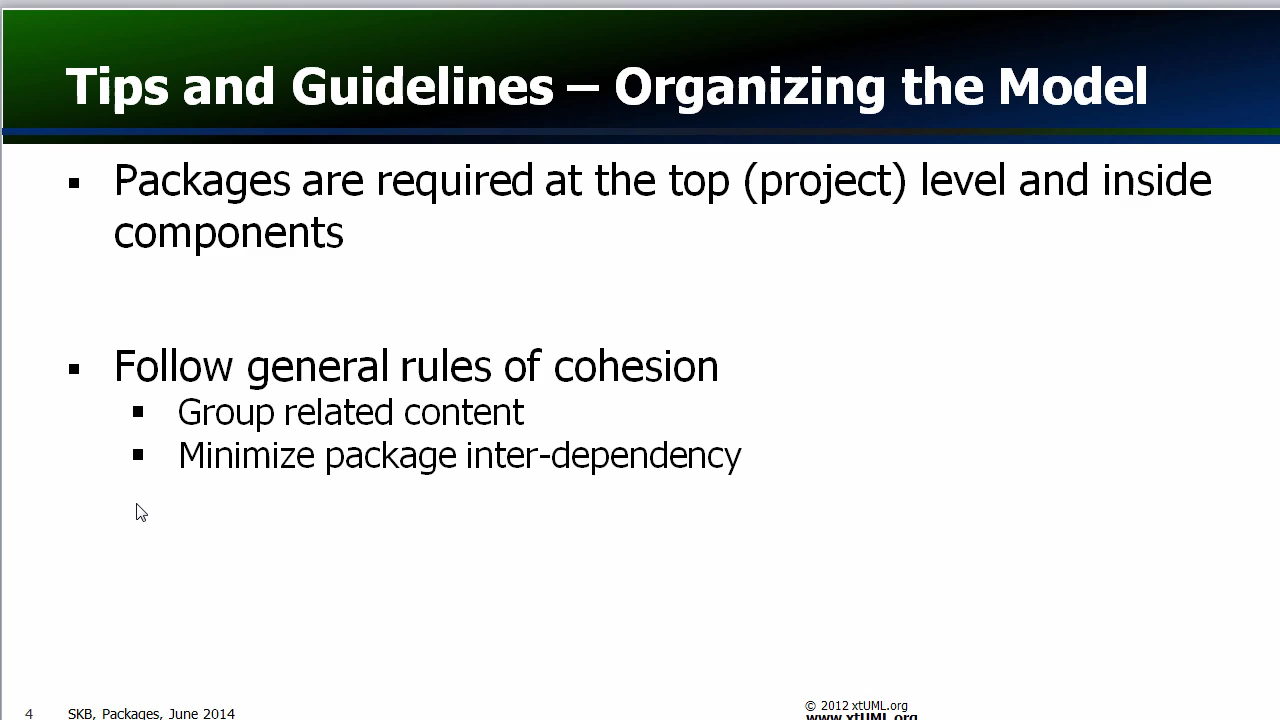 Tips and Guidelines – Organizing the Model
▪ Packages are required at the top (project) level and inside
components
▪ Follow general rules of cohesion
▪ Group related content
▪ Minimize package inter-dependency
4 SKB, Packages, June 2014
© 2012 xtUML.org
www.xtUML.org